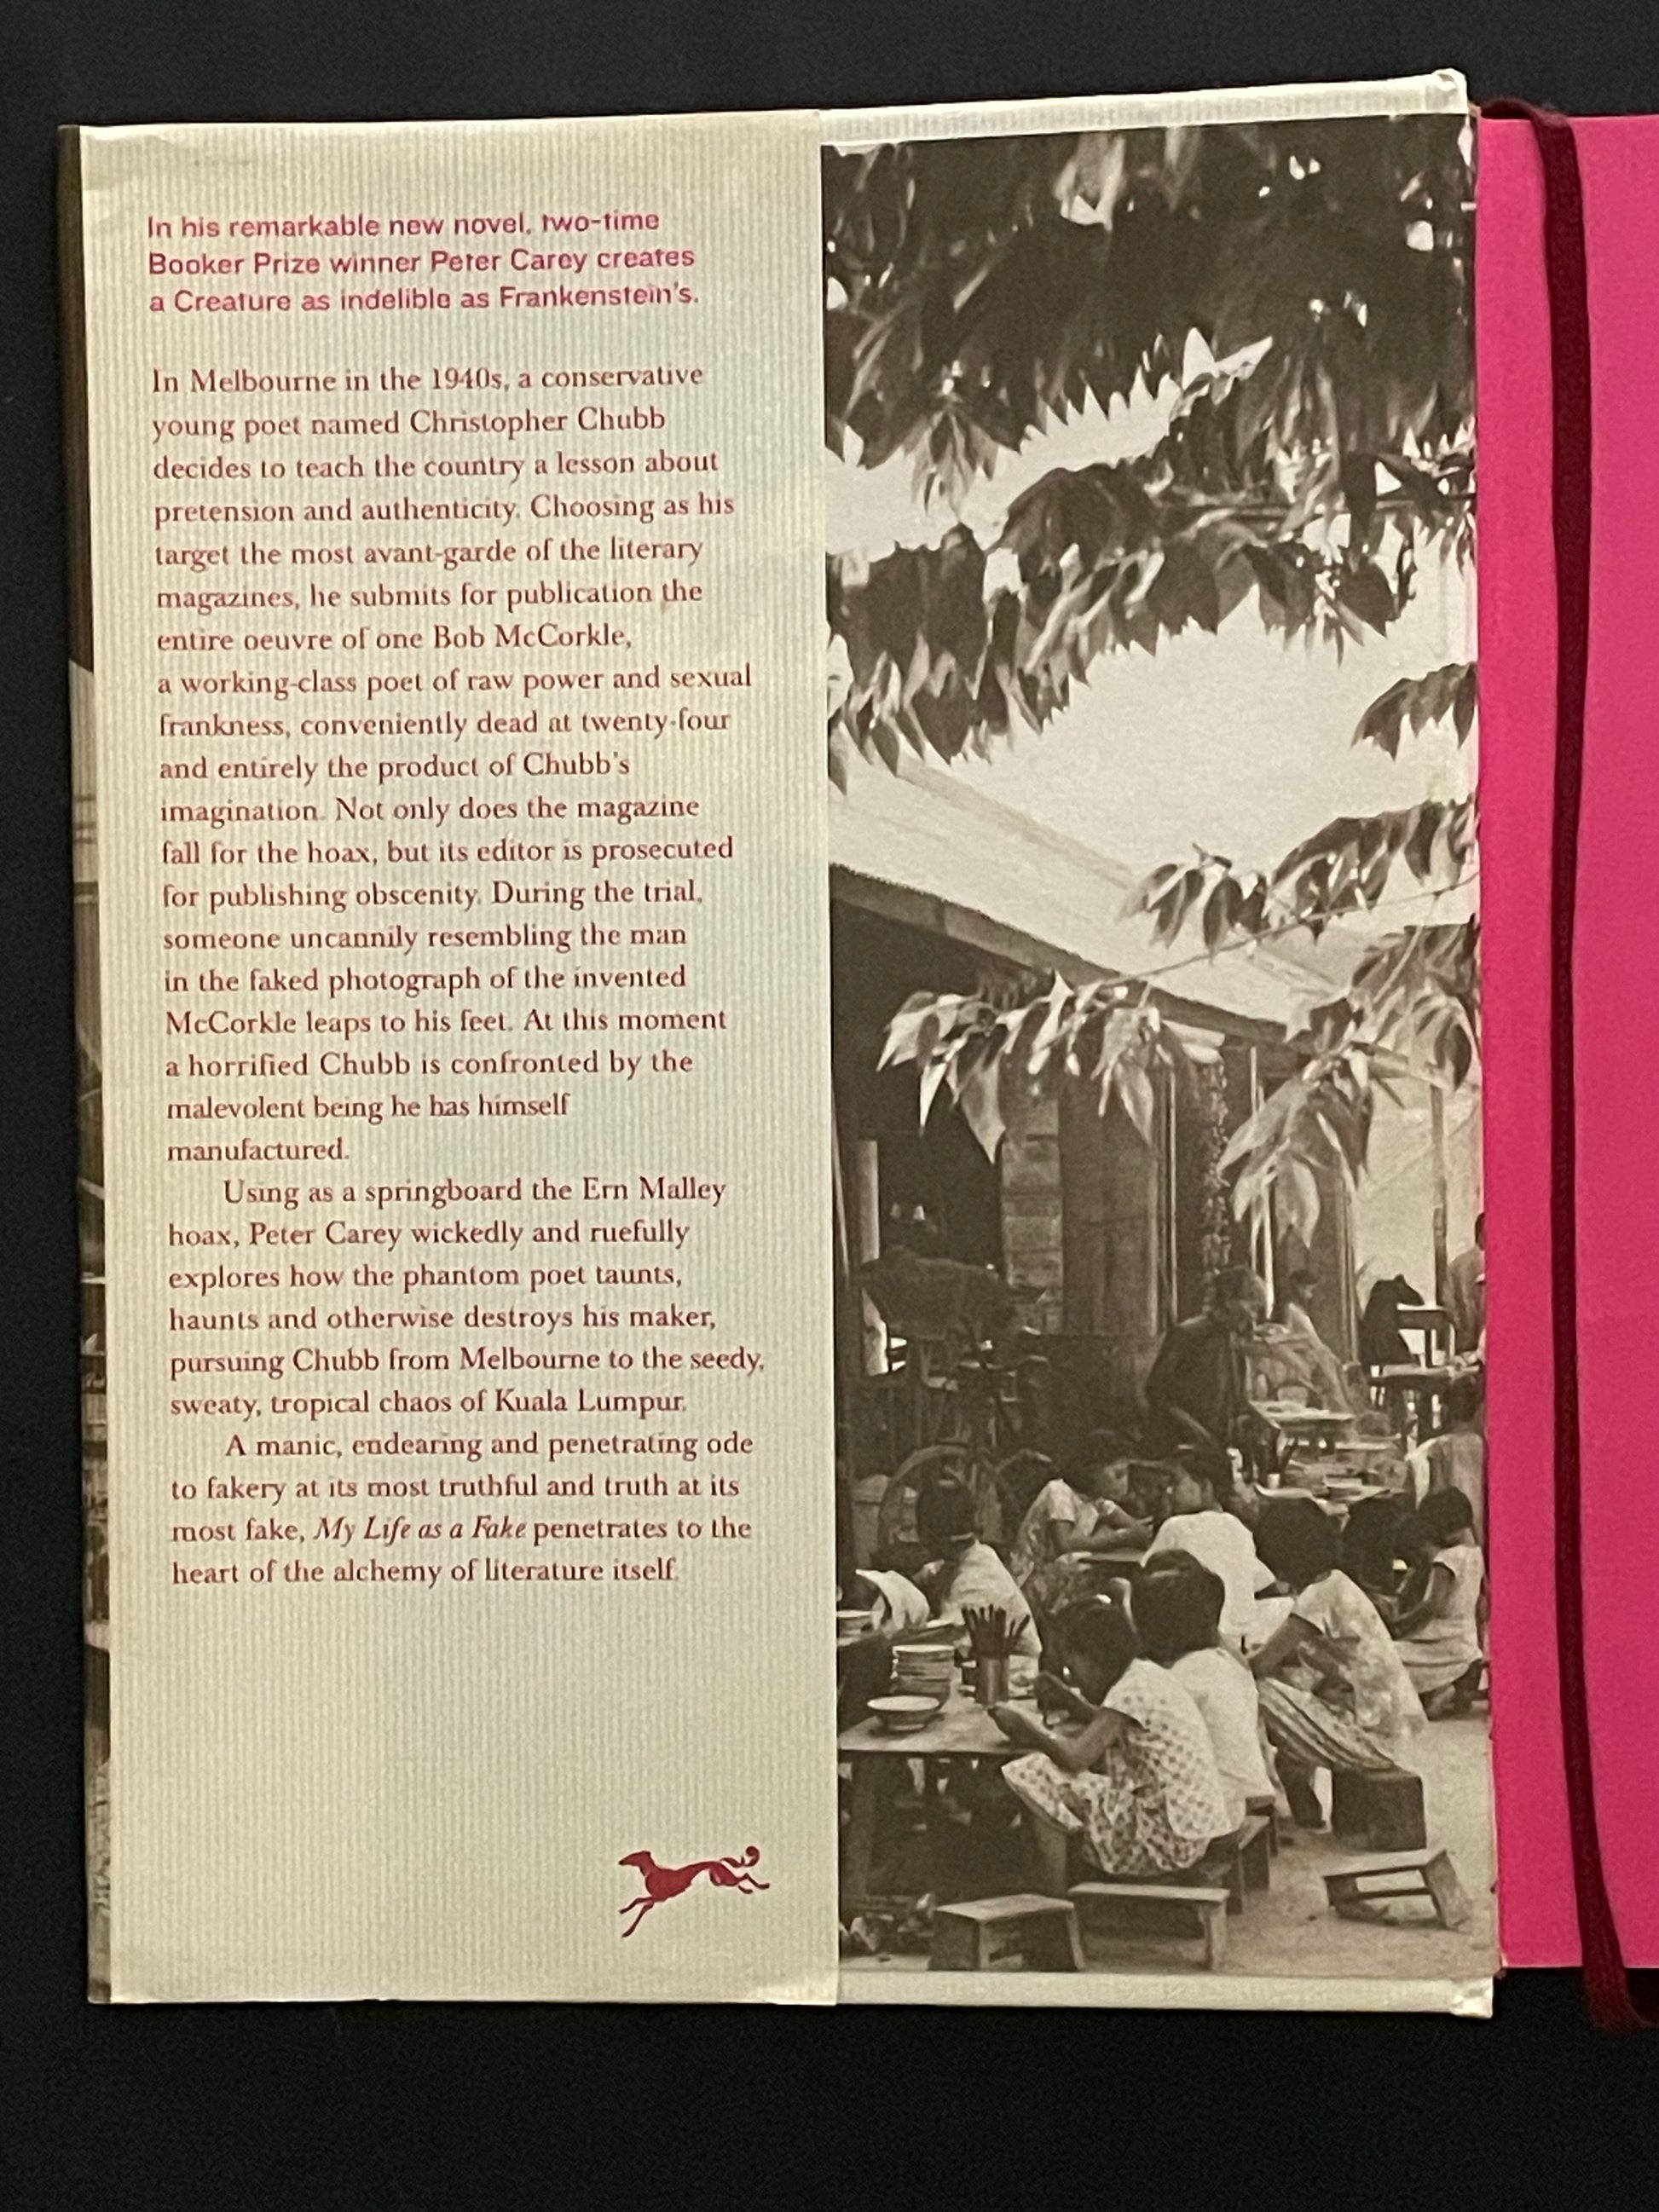 In his remarkable new novel, two-time
Booker Prize winner Peter Carey creates
a Creature as indelible as Frankenstein's.
In Melbourne in the 1940s, a conservative
young poet named Christopher Chubb
decides to teach the country a lesson about
pretension and authenticity. Choosing as his
target the most avant-garde of the literary
magazines, he submits for publication the
entire oeuvre of one Bob McCorkle,
a working-class poet of raw power and sexual
frankness, conveniently dead at twenty-four
and entirely the product of Chubb's
imagination. Not only does the magazine
fall for the hoax, but its editor is prosecuted
for publishing obscenity. During the trial,
someone uncannily resembling the man
in the faked photograph of the invented
McCorkle leaps to his feet. At this moment
a horrified Chubb is confronted by the
malevolent being he has himself
manufactured.
Using as a springboard the Ern Malley
hoax, Peter Carey wickedly and ruefully
explores how the phantom poet taunts,
haunts and otherwise destroys his maker,
pursuing Chubb from Melbourne to the seedy,
sweaty, tropical chaos of Kuala Lumpur.
A manic, endearing and penetrating ode
to fakery at its most truthful and truth at its
most fake, My Life as a Fake penetrates to the
heart of the alchemy of literature itself.